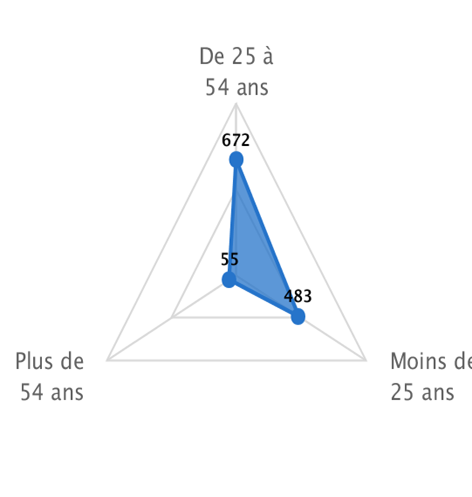 De 25 à
54 ans
672
55
483
Plus de
54 ans
Moins de
25 ans